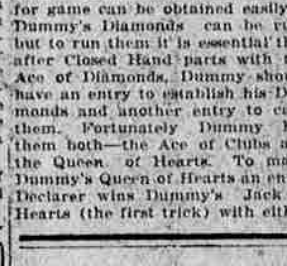 for game can be obtained easily
Dummy's Diamonds can be
but to run them it is essential
after Closed Hand parts with
Ace of Diamonds, Dummy
have an entry to establish his
monds and another entry to
them. Fortunately Dummy
them both—the Ace of Clubs
the Queen of Hearts. To
Dummy's Queen of Hearts an
Declarer wins Dummy's Jack
Hearts (the first trick) with